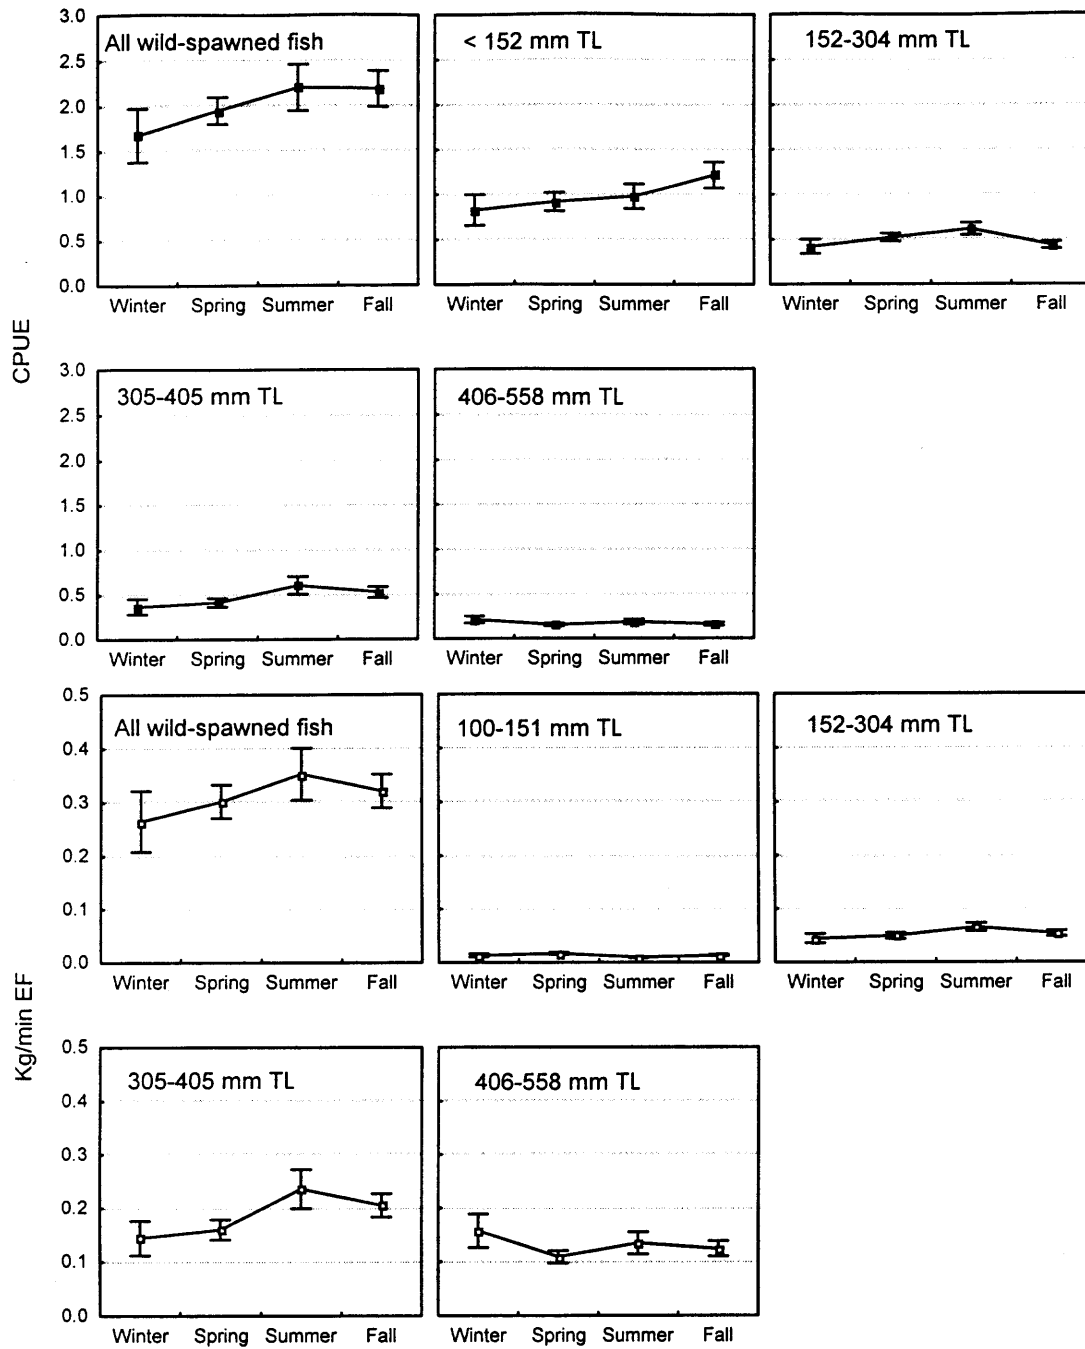 CPUE
3.0
2.5
2.0
1.5
1.0
0.5
0.0
All wild-spawned fish
Winter Spring Summer Fall
< 152 mm TL
Winter Spring Summer Fall
152-304 mm TL
Winter Spring Summer Fall
3.0
2.5
2.0
1.5
1.0
0.5
0.0
305-405 mm TL
Winter Spring Summer Fall
406-558 mm TL
Winter Spring Summer Fall
Kg/min EF
0.5
0.4
0.3
0.2
0.1
0.0
All wild-spawned fish
Winter Spring Summer Fall
100-151 mm TL
Winter Spring Summer Fall
152-304 mm TL
Winter Spring Summer Fall
0.5
0.4
0.3
0.2
0.1
0.0
305-405 mm TL
Winter Spring Summer Fall
406-558 mm TL
Winter Spring Summer Fall